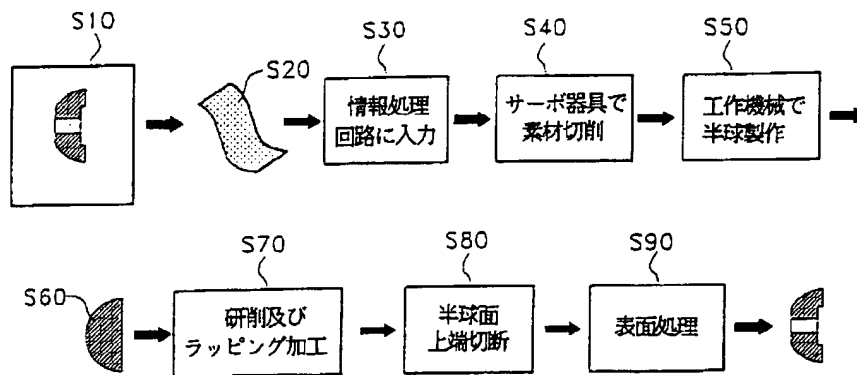 S10
S20
S30
情報処理
回路に入力
S40
サーボ器具で
素材切削
S50
工作機械で
半球製作
S60
S70
研削及び
ラッピング加工
S80
半球面
上端切断
S90
表面処理